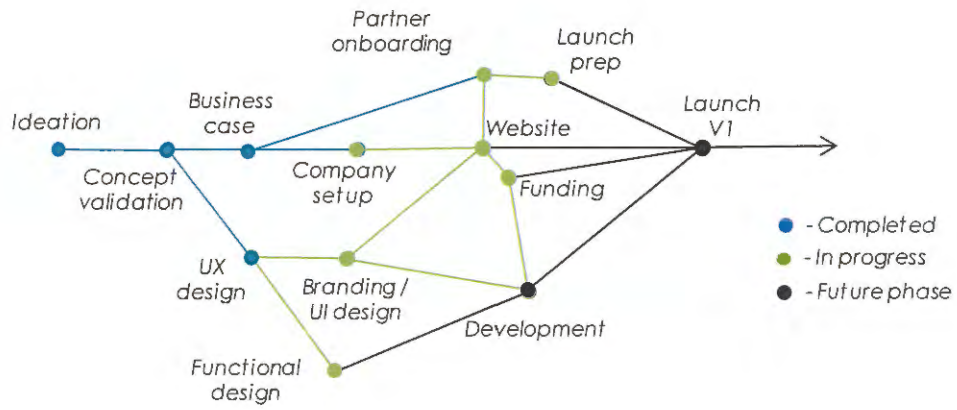 Partner
onboarding
Launch
prep
Business
case
Launch
V1
Ideation
Website
Concept
validation
Company
setup
Funding
- Completed
UX
design
Branding /
UI design
- In progress
- Future phase
Development
Functional
design